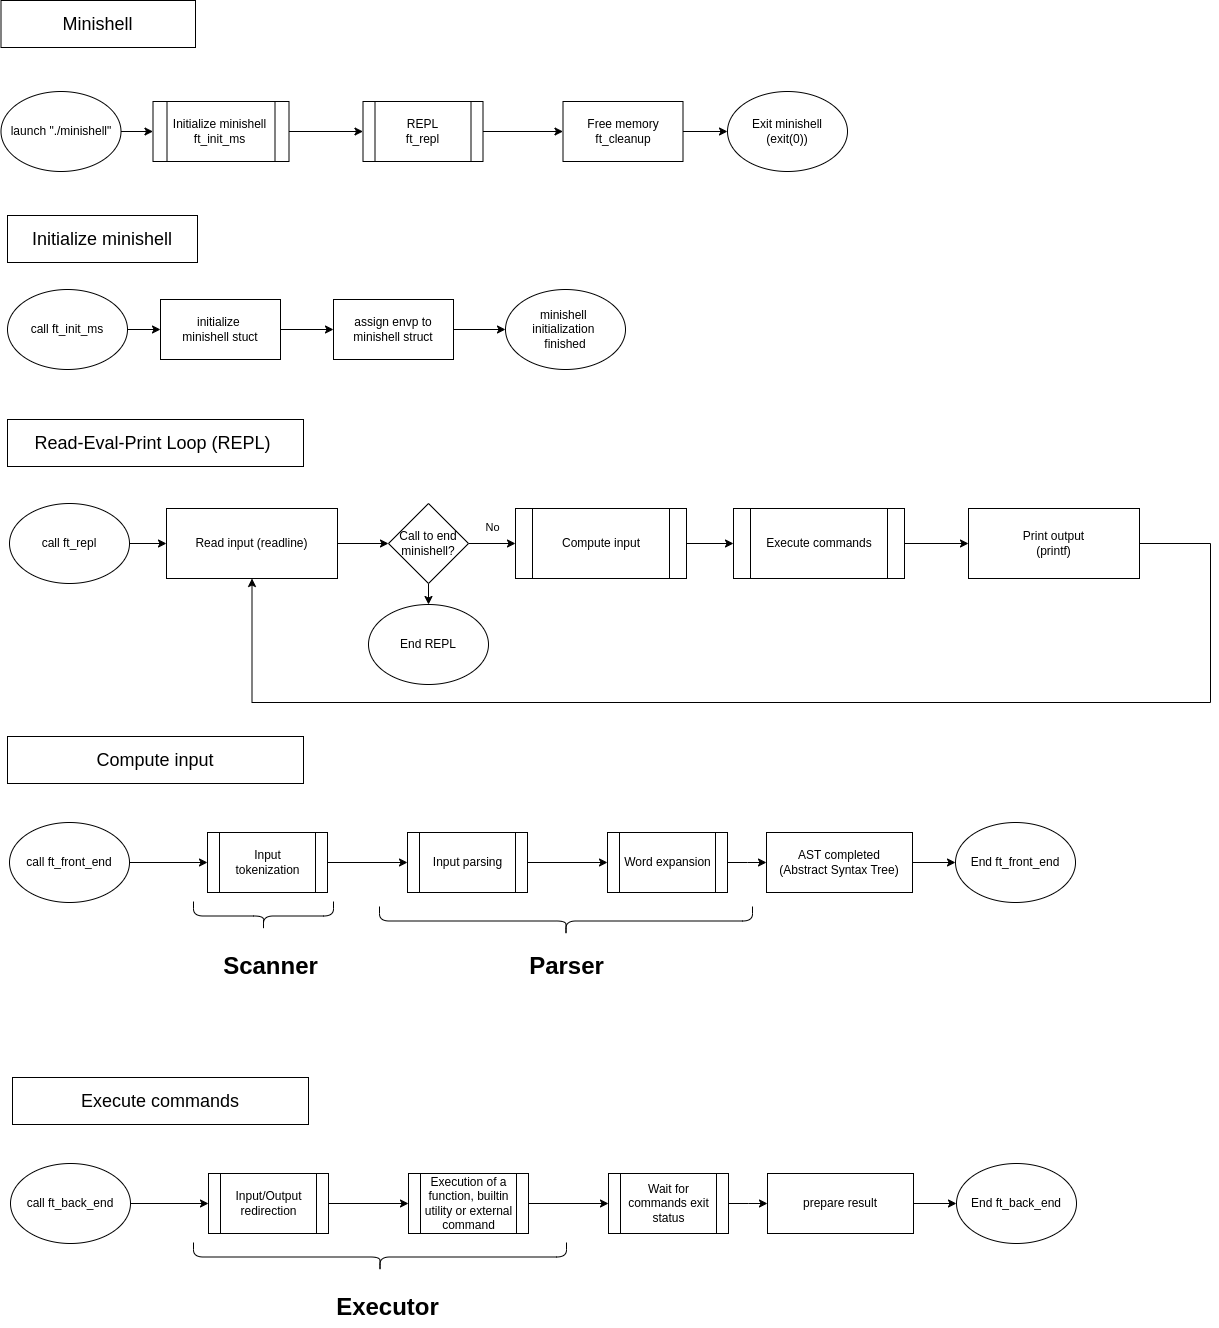 Minishell
launch "./minishell"
Initialize minishell
ft_init_ms
REPL
ft_repl
Free memory
ft_cleanup
Exit minishell
(exit(0))
Initialize minishell
call ft_init_ms
initialize
minishell stuct
assign envp to
minishell struct
minishell
initialization
finished
Read-Eval-Print Loop (REPL)
call ft_repl
Read input (readline)
Call to end
minishell?
No
Compute input
Execute commands
Print output
(printf)
End REPL
Compute input
call ft_front_end
Input
tokenization
Input parsing
Word expansion
AST completed
(Abstract Syntax Tree)
End ft_front_end
Scanner
Parser
Execute commands
call ft_back_end
Input/Output
redirection
Execution of a
function, builtin
utility or external
command
Wait for
commands exit
status
prepare result
End ft_back_end
Executor